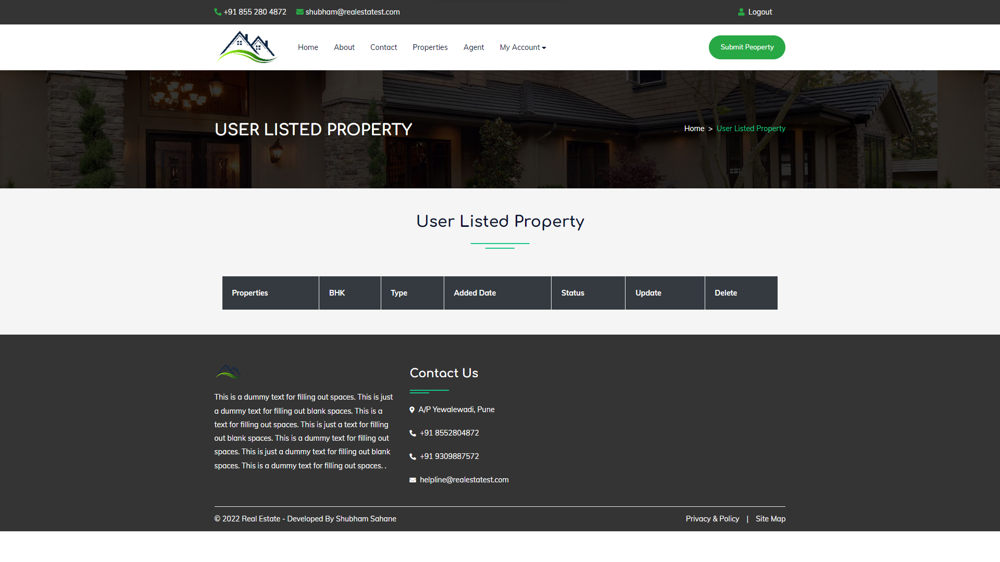 +91 855 280 4872 shubham@realestatest.com Logout
Home About Contact Properties Agent My Account Submit Peoperty
USER LISTED PROPERTY
Home > User Listed Property
User Listed Property
Properties BHK Type Added Date Status Update Delete
This is a dummy text for filling out spaces. This is just
a dummy text for filling out blank spaces. This is a
text for filling out spaces. This is just a text for filling
out blank spaces. This is a dummy text for filling out
spaces. This is just a dummy text for filling out blank
spaces. This is a dummy text for filling out spaces. .
Contact Us
A/P Yewalewadi, Pune
+91 8552804872
+91 9309887572
helpline@realestatest.com
© 2022 Real Estate - Developed By Shubham Sahane
Privacy & Policy | Site Map